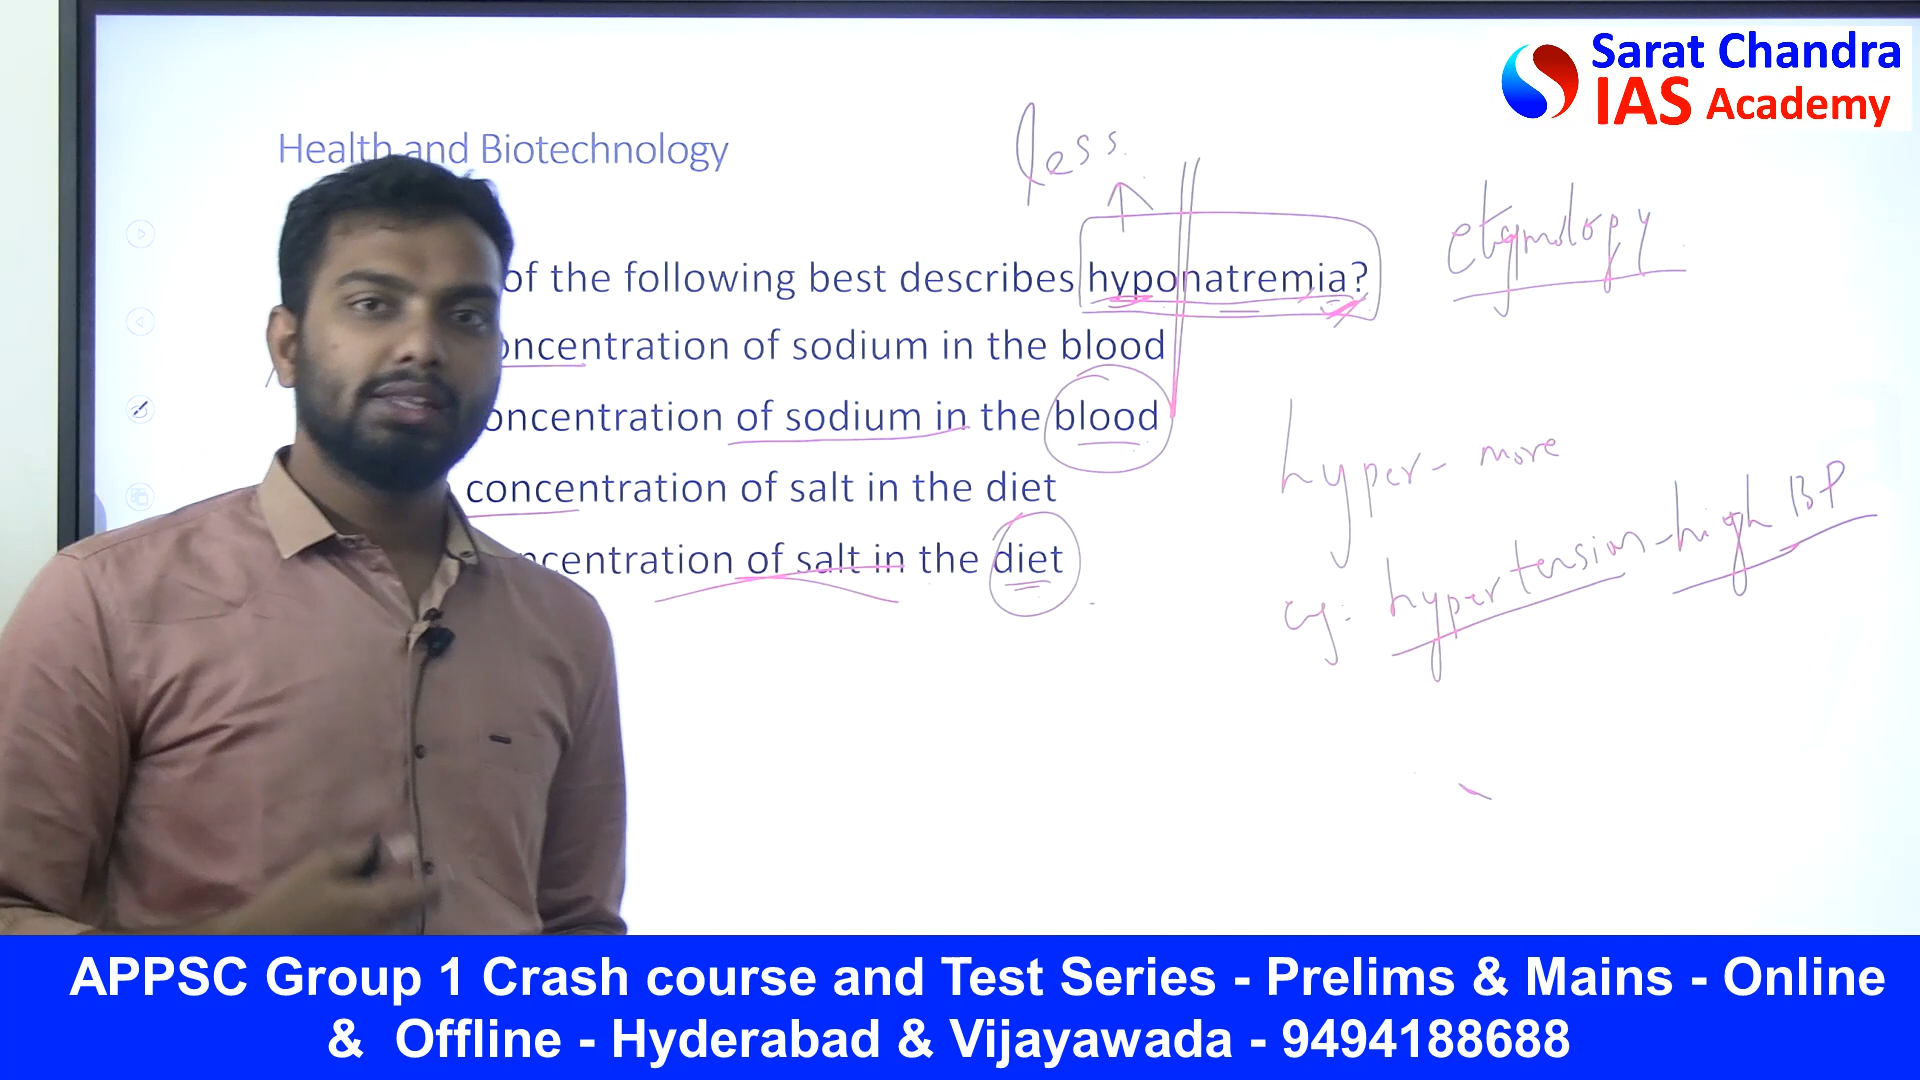 Sarat Chandra
IAS Academy
Health and Biotechnology
less
etymology
of the following best describes hyponatremia?
oncentration of sodium in the blood
oncentration of sodium in the blood
hyper - more
concentration of salt in the diet
eg: hypertension - high BP
centration of salt in the diet
APPSC Group 1 Crash course and Test Series - Prelims & Mains - Online
& Offline - Hyderabad & Vijayawada - 9494188688